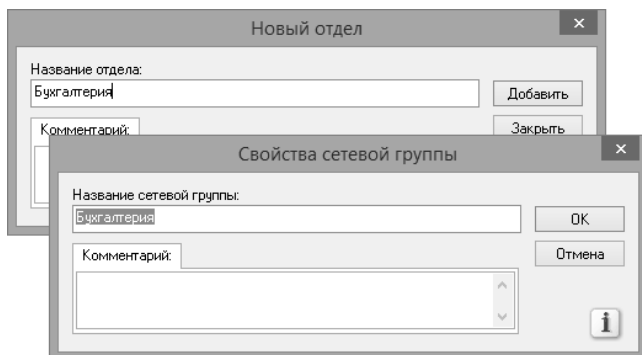 Новый отдел
Название отдела:
Бухгалтерия
Добавить
Комментарий:
Закрыть
Свойства сетевой группы
Название сетевой группы:
Бухгалтерия
OK
Комментарий:
Отмена